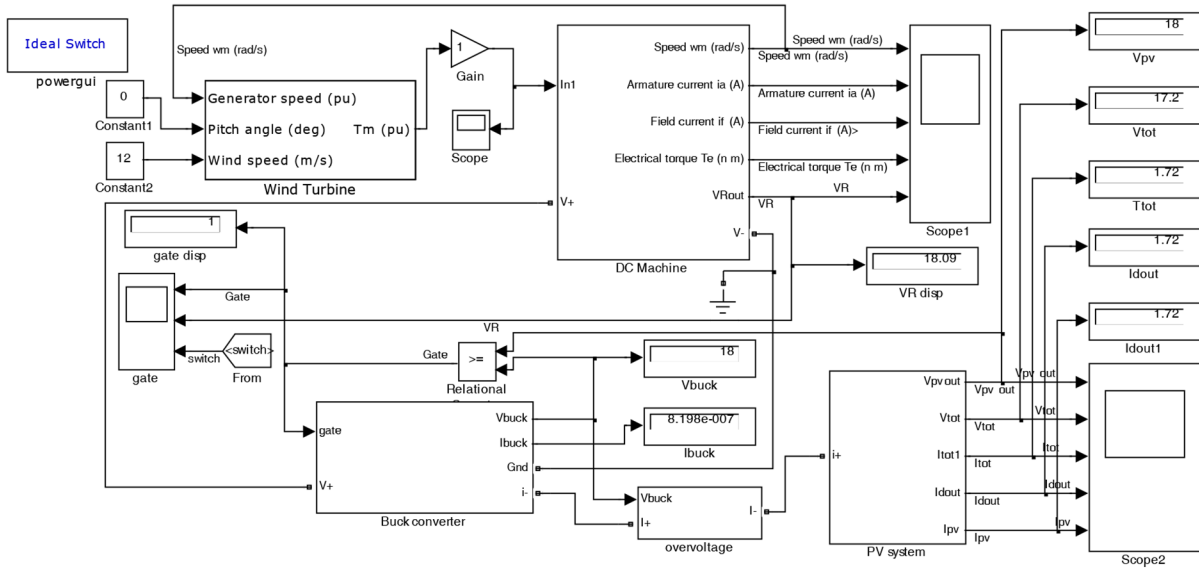 Ideal Switch
powergui
0
Constant1
12
Constant2
Speed wm (rad/s)
Generator speed (pu)
Pitch angle (deg)
Tm (pu)
Wind speed (m/s)
Wind Turbine
1
Gain
Scope
In1
Speed wm (rad/s)
Armature current ia (A)
Field current if (A)
Electrical torque Te (n m)
VRout
V+
V-
DC Machine
Speed wm (rad/s)
Speed wm (rad/s)
Armature current ia (A)
Field current if (A)>
Electrical torque Te (n m)
VR
VR
Scope1
18.09
VR disp
18
Vpv
17.2
Vtot
1.72
Ttot
1.72
Idout
1.72
Idout1
1
gate disp
Gate
VR
switch
<switch>
From
gate
Gate
>=
Relational
18
Vbuck
8.198e-007
Ibuck
gate
V+
Vbuck
Ibuck
Gnd
i-
Buck converter
Vbuck
I+
I-
overvoltage
i+
Vpv out
Vtot
Itot1
Idout
Ipv
PV system
Vpv out
Vpv out
Vtot
Vtot
Itot
Itot
Idout
Idout
Ipv
Ipv
Scope2